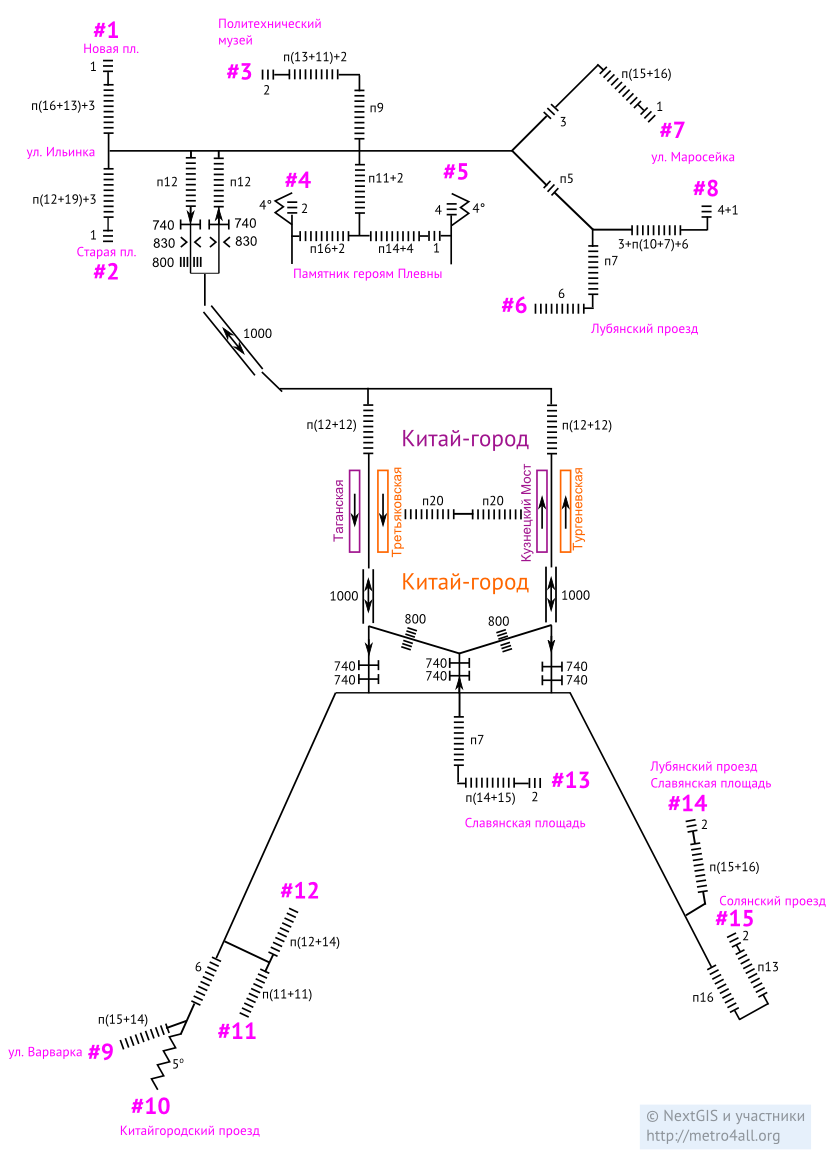 #1
Новая пл.
1
п(16+13)+3
ул. Ильинка
п(12+19)+3
1
Старая пл.
#2
Политехнический
музей
#3
п(13+11)+2
2
п9
п(15+16)
1
#7
3
ул. Маросейка
п5
#8
4+1
3+п(10+7)+6
п7
#6
6
Лубянский проезд
п12
п12
п11+2
#4
4°
2
#5
4
4°
п16+2
п14+4
1
Памятник героям Плевны
740
740
830
830
800
1000
п(12+12)
п(12+12)
Китай-город
Таганская
Третьяковская
п20
п20
Кузнецкий Мост
Тургеневская
Китай-город
1000
1000
800
800
740
740
740
740
740
740
п7
#13
п(14+15)
2
Славянская площадь
Лубянский проезд
Славянская площадь
#14
2
п(15+16)
Солянский проезд
#15
2
п13
п16
#12
п(12+14)
6
п(11+11)
#11
п(15+14)
ул. Варварка
#9
5°
#10
Китайгородский проезд
© NextGIS и участники
http://metro4all.org